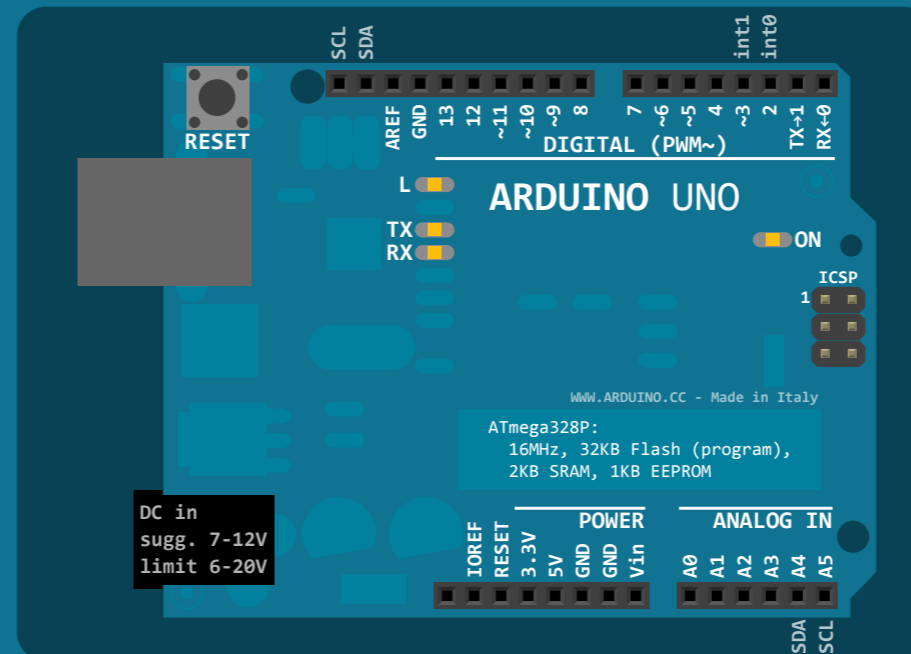 SCL
SDA
int1
int0
RESET
AREF
GND
13
12
~11
~10
~9
8
7
~6
~5
4
~3
2
TX→1
RX←0
DIGITAL (PWM~)
L
ARDUINO UNO
TX
RX
ON
ICSP
1
WWW.ARDUINO.CC - Made in Italy
ATmega328P:
16MHz, 32KB Flash (program),
2KB SRAM, 1KB EEPROM
DC in
sugg. 7-12V
limit 6-20V
POWER
ANALOG IN
IOREF
RESET
3.3V
5V
GND
GND
Vin
A0
A1
A2
A3
A4
A5
SDA
SCL